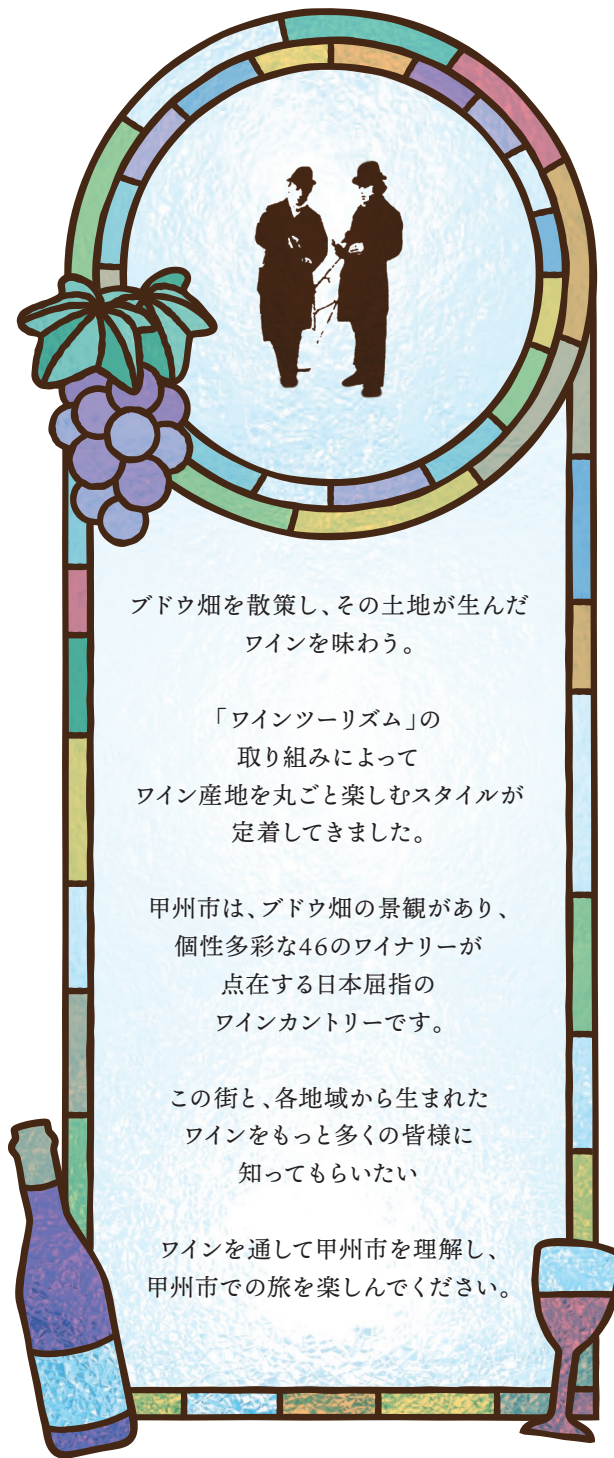 ブドウ畑を散策し、その土地が生んだ
ワインを味わう。
「ワインツーリズム」の
取り組みによって
ワイン産地を丸ごと楽しむスタイルが
定着してきました。
甲州市は、ブドウ畑の景観があり、
個性多彩な46のワイナリーが
点在する日本屈指の
ワインカントリーです。
この街と、各地域から生まれた
ワインをもっと多くの皆様に
知ってもらいたい
ワインを通して甲州市を理解し、
甲州市での旅を楽しんでください。